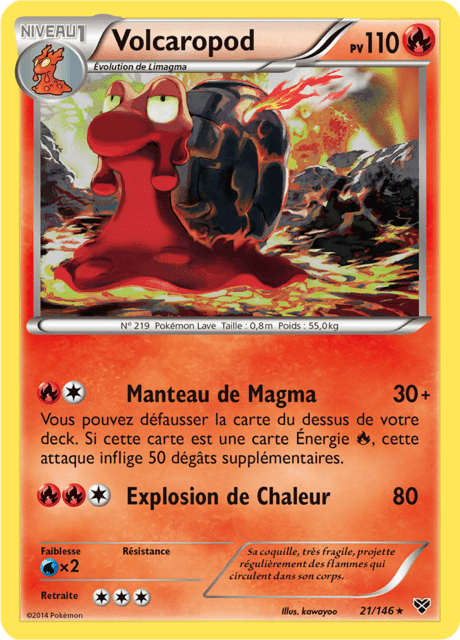 NIVEAU 1
Volcaropod
PV110
Évolution de Limagma
N° 219 Pokémon Lave Taille : 0,8m Poids : 55,0kg
Manteau de Magma 30+
Vous pouvez défausser la carte du dessus de votre
deck. Si cette carte est une carte Énergie , cette
attaque inflige 50 dégâts supplémentaires.
Explosion de Chaleur 80
Faiblesse
×2
Résistance
Retraite
Sa coquille, très fragile, projette
régulièrement des flammes qui
circulent dans son corps.
©2014 Pokémon
Illus. kawayoo
21/146 ★